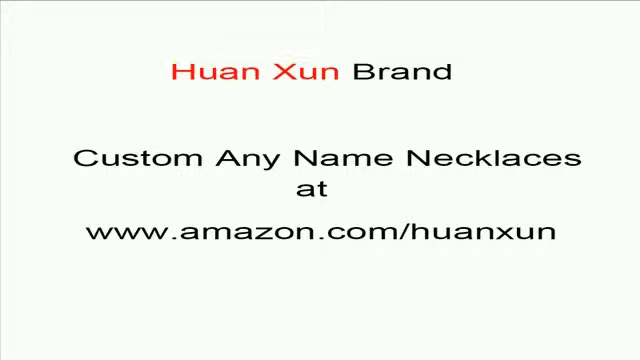 Huan Xun Brand
Custom Any Name Necklaces
at
www.amazon.com/huanxun